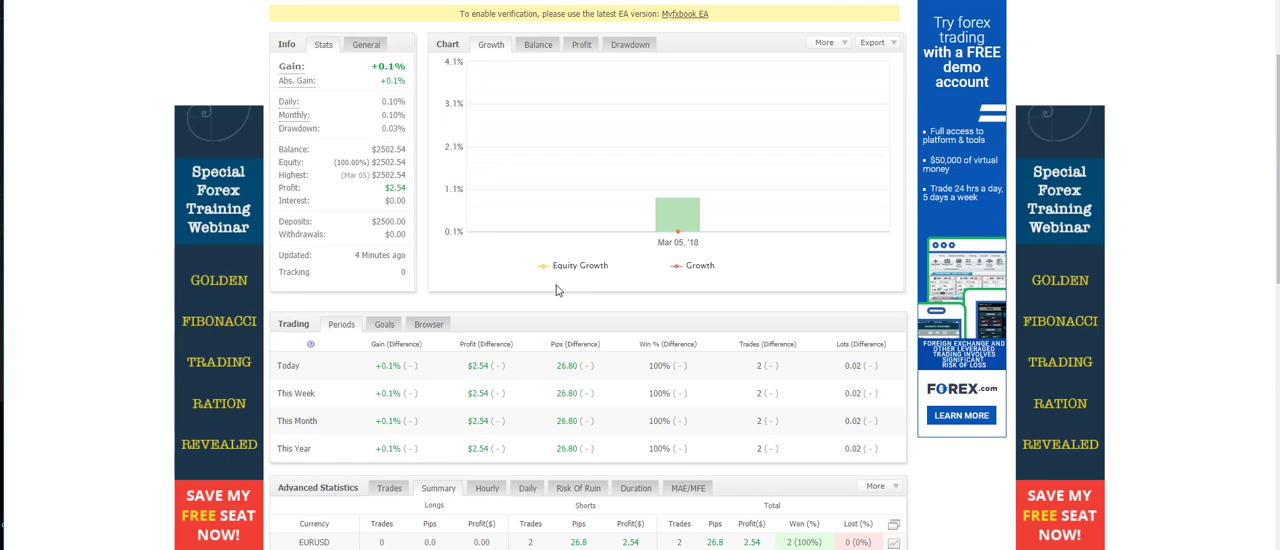 To enable verification, please use the latest EA version: Myfxbook EA
Info Stats General
Gain: +0.1%
Abs. Gain: +0.1%
Daily: 0.10%
Monthly: 0.10%
Drawdown: 0.03%
Balance: $2502.54
Equity: (100.00%) $2502.54
Highest: (Mar 05) $2502.54
Profit: $2.54
Interest: $0.00
Deposits: $2500.00
Withdrawals: $0.00
Updated: 4 Minutes ago
Tracking 0
Chart Growth Balance Profit Drawdown More Export
4.1%
3.1%
2.1%
1.1%
0.1%
Mar 05, '18
Equity Growth Growth
Trading Periods Goals Browser
Gain (Difference) Profit (Difference) Pips (Difference) Win % (Difference) Trades (Difference) Lots (Difference)
Today +0.1% ( - ) $2.54 ( - ) 26.80 ( - ) 100% ( - ) 2 ( - ) 0.02 ( - )
This Week +0.1% ( - ) $2.54 ( - ) 26.80 ( - ) 100% ( - ) 2 ( - ) 0.02 ( - )
This Month +0.1% ( - ) $2.54 ( - ) 26.80 ( - ) 100% ( - ) 2 ( - ) 0.02 ( - )
This Year +0.1% ( - ) $2.54 ( - ) 26.80 ( - ) 100% ( - ) 2 ( - ) 0.02 ( - )
Advanced Statistics Trades Summary Hourly Daily Risk Of Ruin Duration MAE/MFE More
Longs Shorts Total
Currency Trades Pips Profit($) Trades Pips Profit($) Trades Pips Profit($) Won (%) Lost (%)
EURUSD 0 0.0 0.00 2 26.8 2.54 2 26.8 2.54 2 (100%) 0 (0%)
Special
Forex
Training
Webinar
GOLDEN
FIBONACCI
TRADING
RATION
REVEALED
SAVE MY
FREE SEAT
NOW!
Try forex
trading
with a FREE
demo
account
Full access to
platform & tools
$50,000 of virtual
money
Trade 24 hrs a day,
5 days a week
FOREIGN EXCHANGE AND
OTHER LEVERAGED
TRADING INVOLVES
SIGNIFICANT
RISK OF LOSS
FOREX.com
LEARN MORE
Special
Forex
Training
Webinar
GOLDEN
FIBONACCI
TRADING
RATION
REVEALED
SAVE MY
FREE SEAT
NOW!